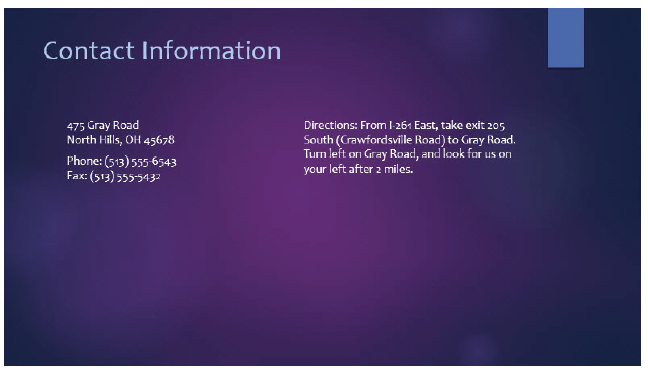 Contact Information
475 Gray Road
North Hills, OH 45678
Phone: (513) 555-6543
Fax: (513) 555-5432
Directions: From I-261 East, take exit 205
South (Crawfordsville Road) to Gray Road.
Turn left on Gray Road, and look for us on
your left after 2 miles.